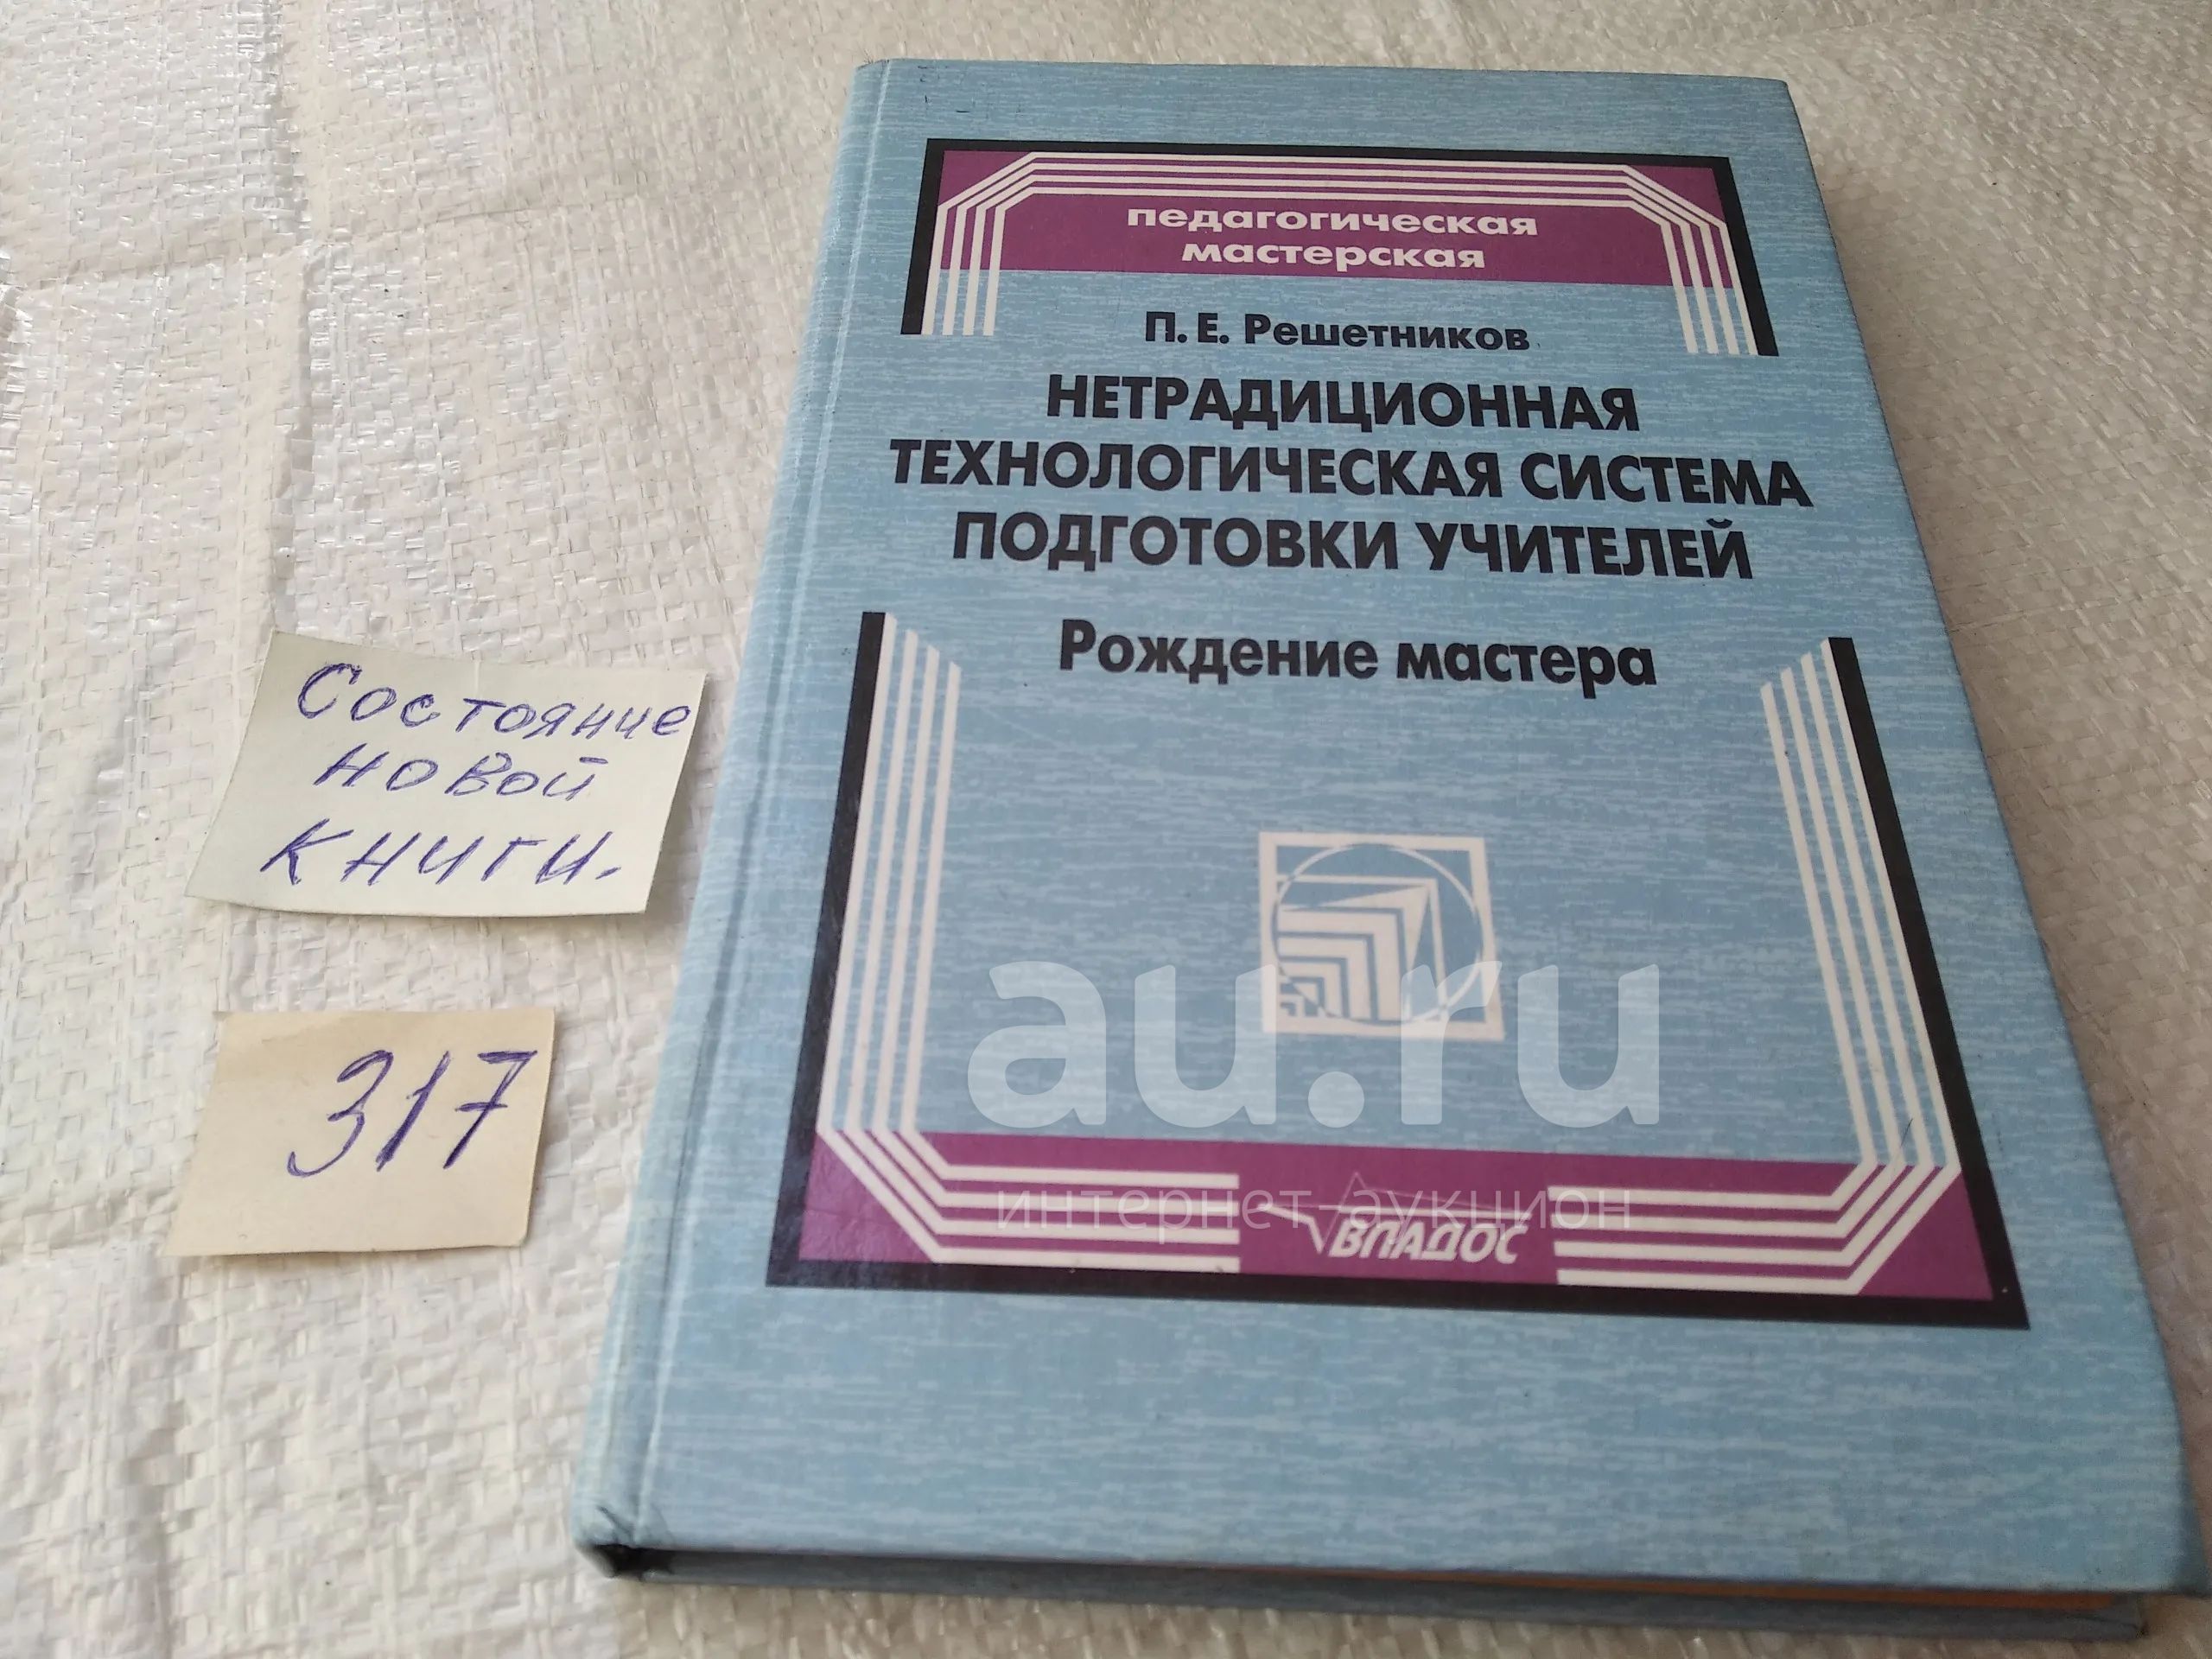 педагогическая
мастерская
П. Е. Решетников
НЕТРАДИЦИОННАЯ
ТЕХНОЛОГИЧЕСКАЯ СИСТЕМА
ПОДГОТОВКИ УЧИТЕЛЕЙ
Рождение мастера
Состояние
новой
книги.
317
au.ru
интернет-аукцион
ВЛАДОС